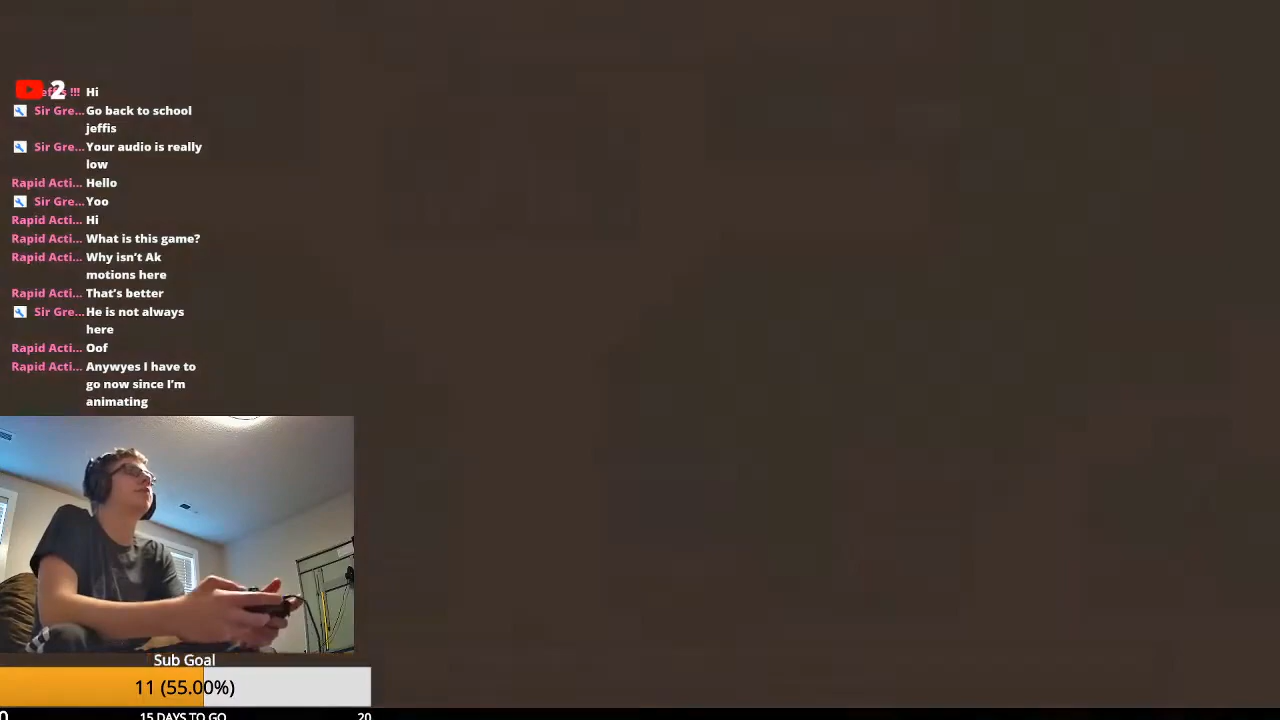 2
!!! Hi
Sir Gre... Go back to school
jeffis
Sir Gre... Your audio is really
low
Rapid Acti... Hello
Sir Gre... Yoo
Rapid Acti... Hi
Rapid Acti... What is this game?
Rapid Acti... Why isn't Ak
motions here
Rapid Acti... That's better
Sir Gre... He is not always
here
Rapid Acti... Oof
Rapid Acti... Anywyes I have to
go now since I'm
animating
Sub Goal
11 (55.00%)
0 15 DAYS TO GO 20